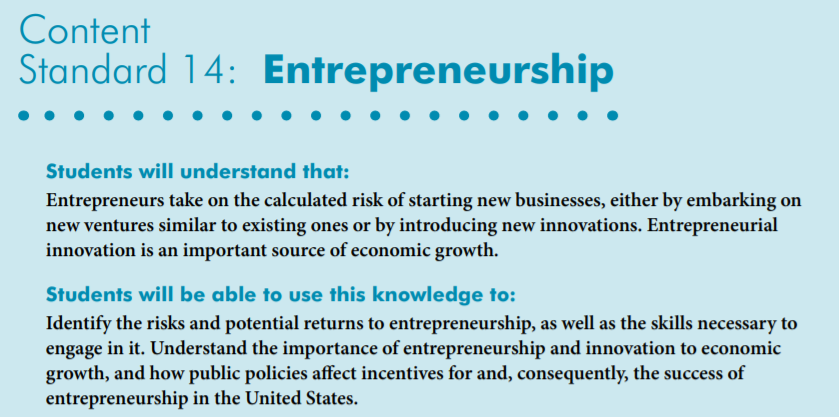 Content
Standard 14: Entrepreneurship
Students will understand that:
Entrepreneurs take on the calculated risk of starting new businesses, either by embarking on
new ventures similar to existing ones or by introducing new innovations. Entrepreneurial
innovation is an important source of economic growth.
Students will be able to use this knowledge to:
Identify the risks and potential returns to entrepreneurship, as well as the skills necessary to
engage in it. Understand the importance of entrepreneurship and innovation to economic
growth, and how public policies affect incentives for and, consequently, the success of
entrepreneurship in the United States.